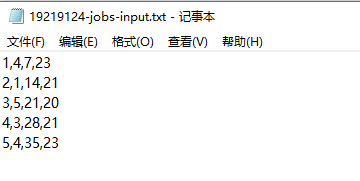 19219124-jobs-input.txt - 记事本
文件(F) 编辑(E) 格式(O) 查看(V) 帮助(H)
1,4,7,23
2,1,14,21
3,5,21,20
4,3,28,21
5,4,35,23